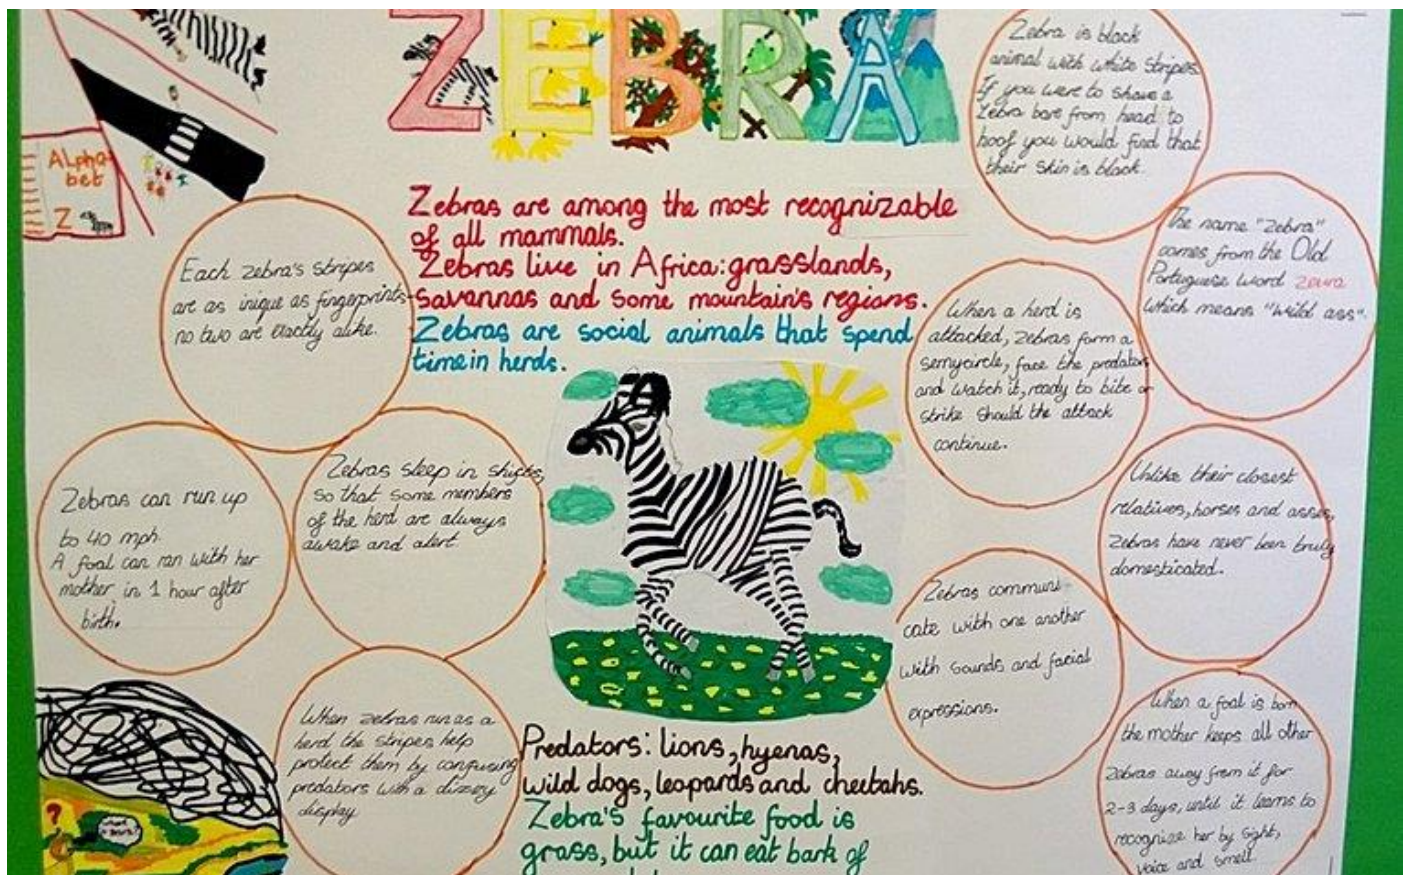 ZEBRA
Alpha
bet
Z
Zebras are among the most recognizable
of all mammals.
Zebras live in Africa: grasslands,
savannas and some mountain's regions.
Zebras are social animals that spend
time in herds.
Each zebra's stripes
are as inique as fingerprints-
no two are exactly alike.
Zebras can run up
to 40 mph.
A foal can ran with her
mother in 1 hour after
birth.
Zebras sleep in shifts,
so that some members
of the herd are always
awake and alert.
When zebras run as a
herd the stripes help
protect them by confusing
predators with a dizzey
display
Predators: lions, hyenas,
wild dogs, leopards and cheetahs.
Zebra's favourite food is
grass, but it can eat bark of
Zebra is black
animal with white stripes.
If you were to shave a
Zebra bare from head to
hoof you would find that
their skin is black.
The name "Zebra"
comes from the Old
Portuguese word zevra
which means "wild ass".
When a herd is
attacked, zebras form a
semycircle, face the predators
and watch it, ready to bite or
strike should the attack
continue.
Unlike their closest
relatives, horses and asses,
zebras have never been truly
domesticated.
Zebras communi-
cate with one another
with sounds and facial
expressions.
When a foal is born
the mother keeps all other
zebras away from it for
2-3 days, until it learns to
recognise her by sight,
voice and smell.